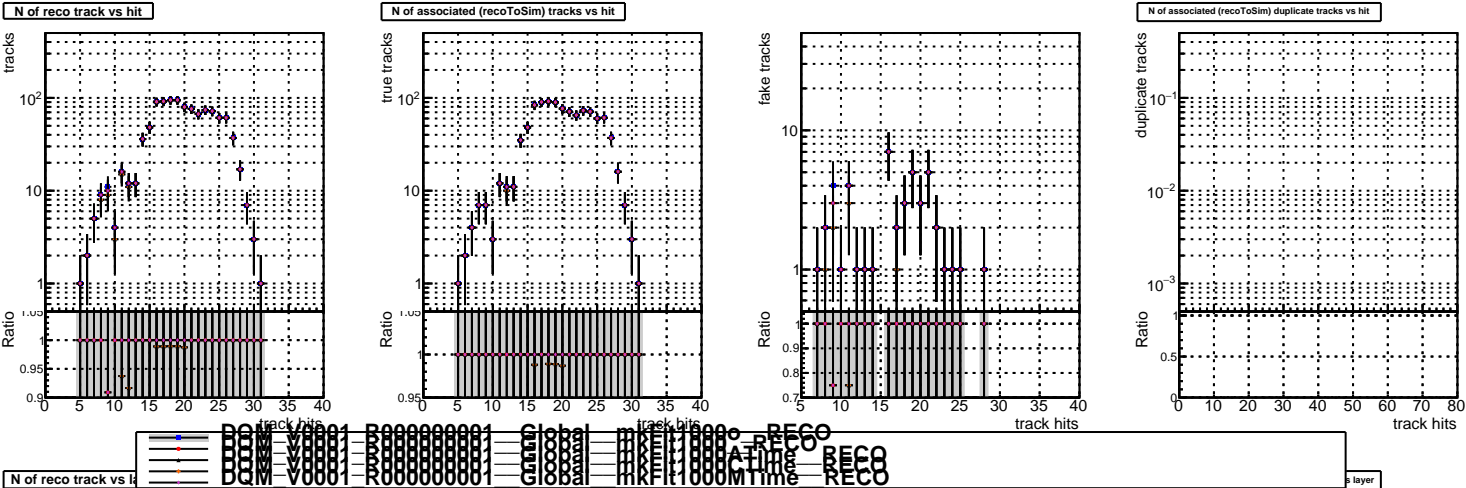 N of reco track vs hit
N of associated (recoToSim) tracks vs hit
N of associated (recoToSim) duplicate tracks vs hit
tracks
10²
10
1
Ratio
1.05
1
0.95
0.9
0 5 10 15 20 25 30 35 40
track hits
true tracks
10²
10
1
Ratio
1.05
1
0.95
5 10 15 20 25 30 35 40
track hits
fake tracks
10
1
Ratio
1
0.9
0.8
0.7
5 10 15 20 25 30 35 40
track hits
duplicate tracks
10⁻¹
10⁻²
10⁻³
Ratio
1
0.5
0
0 10 20 30 40 50 60 70 80
track hits
DQM_V0001_R000000001__Global__mkFit1000o__RECO
DQM_V0001_R000000001__Global__mkFit1000__RECO
DQM_V0001_R000000001__Global__mkFit1000ATime__RECO
DQM_V0001_R000000001__Global__mkFit1000CTime__RECO
DQM_V0001_R000000001__Global__mkFit1000MTime__RECO
N of reco track vs la
s layer